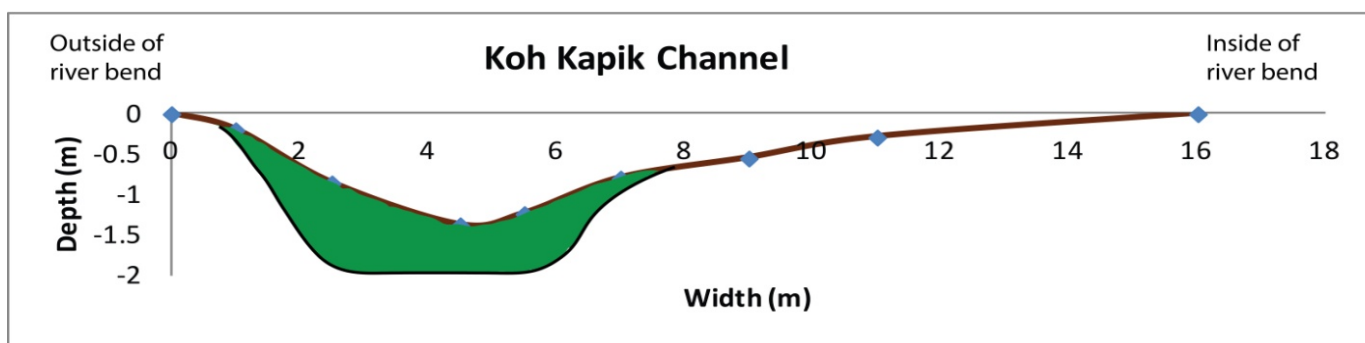 Outside of
river bend
Koh Kapik Channel
Inside of
river bend
0
-0.5
-1
-1.5
-2
Depth (m)
0 2 4 6 8 10 12 14 16 18
Width (m)